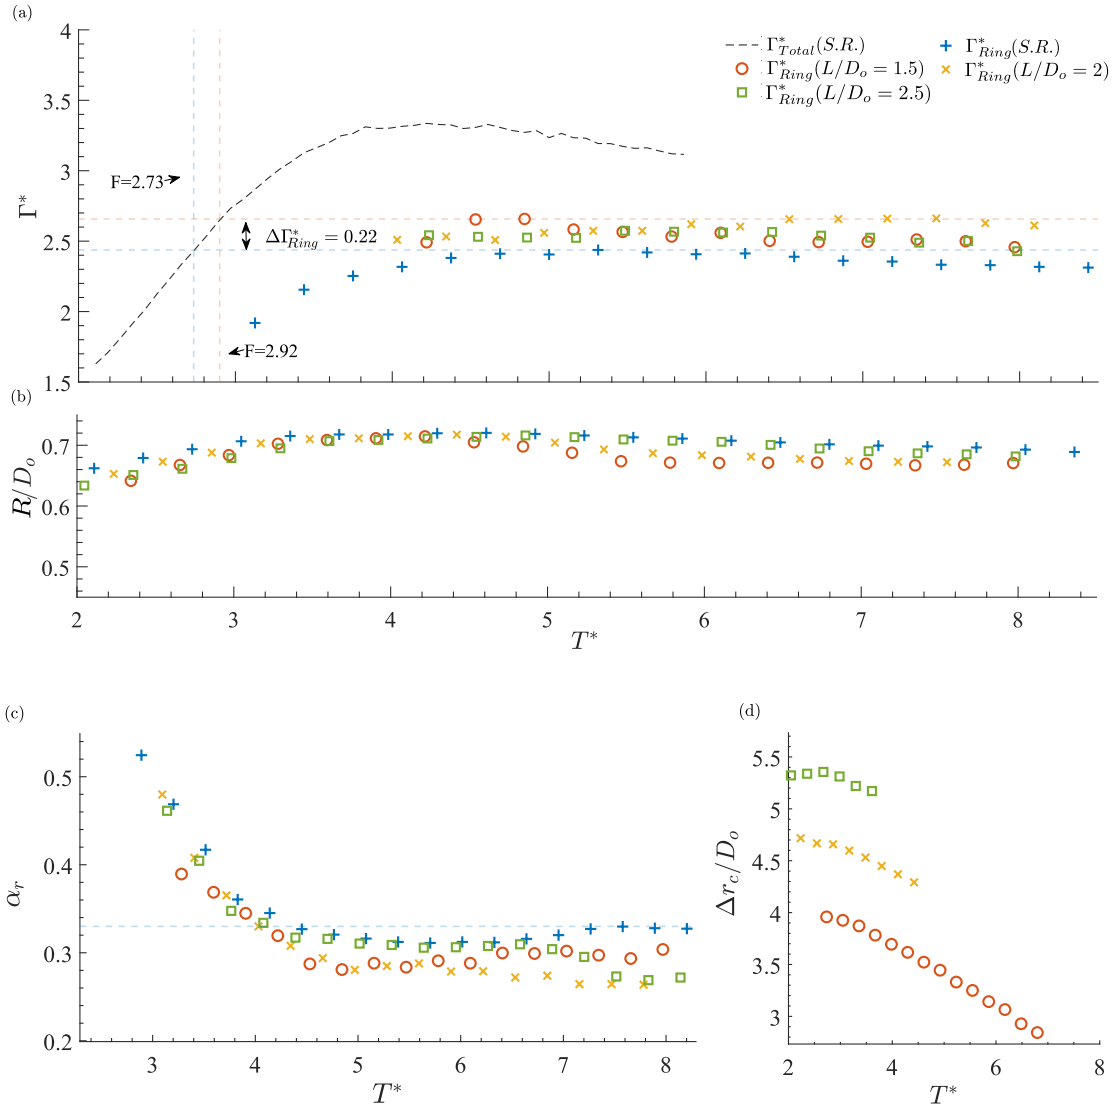 (a)
4
3.5
3
2.5
2
1.5
Γ*
Γ*Total(S.R.)
Γ*Ring(S.R.)
Γ*Ring(L/Do = 1.5)
Γ*Ring(L/Do = 2)
Γ*Ring(L/Do = 2.5)
F=2.73
ΔΓ*Ring = 0.22
F=2.92
(b)
0.7
0.6
0.5
R/Do
2 3 4 5 6 7 8
T*
(c)
0.5
0.4
0.3
0.2
αr
3 4 5 6 7 8
T*
(d)
5.5
5
4.5
4
3.5
3
Δrc/Do
2 4 6 8
T*